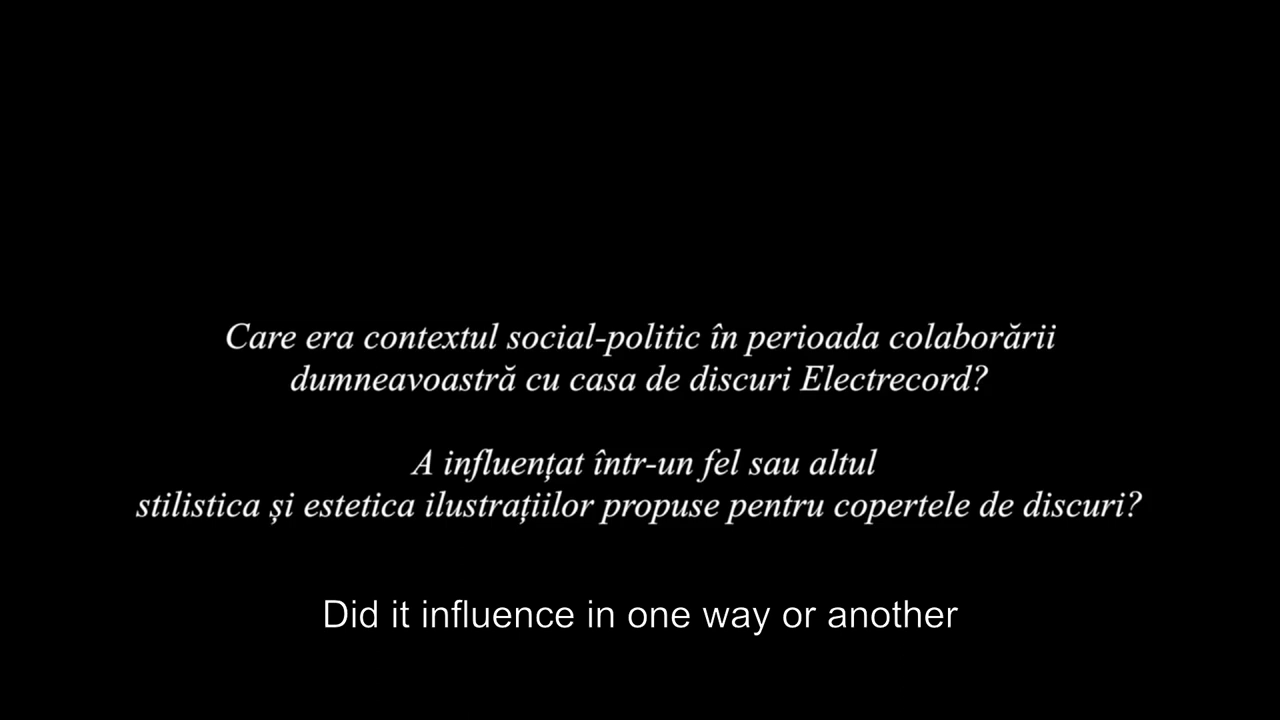 Care era contextul social-politic în perioada colaborării
dumneavoastră cu casa de discuri Electrecord?
A influențat într-un fel sau altul
stilistica și estetica ilustrațiilor propuse pentru copertele de discuri?
Did it influence in one way or another